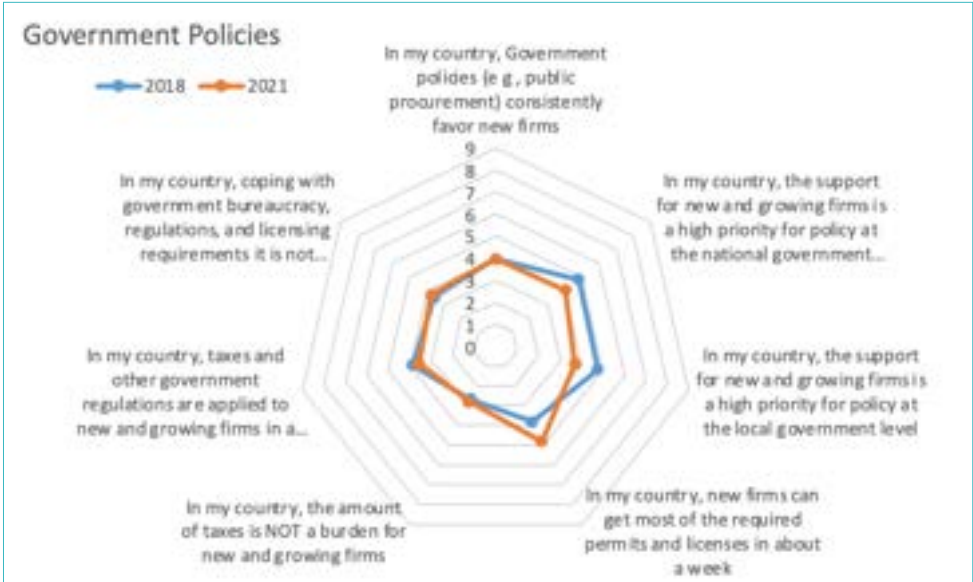 Government Policies
2018 2021
In my country, Government
policies (e g , public
procurement) consistently
favor new firms
9
8
7
6
5
4
3
2
1
0
In my country, the support
for new and growing firms is
a high priority for policy at
the national government...
In my country, the support
for new and growing firms is
a high priority for policy at
the local government level
In my country, new firms can
get most of the required
permits and licenses in about
a week
In my country, the amount
of taxes is NOT a burden for
new and growing firms
In my country, taxes and
other government
regulations are applied to
new and growing firms in a...
In my country, coping with
government bureaucracy,
regulations, and licensing
requirements it is not...